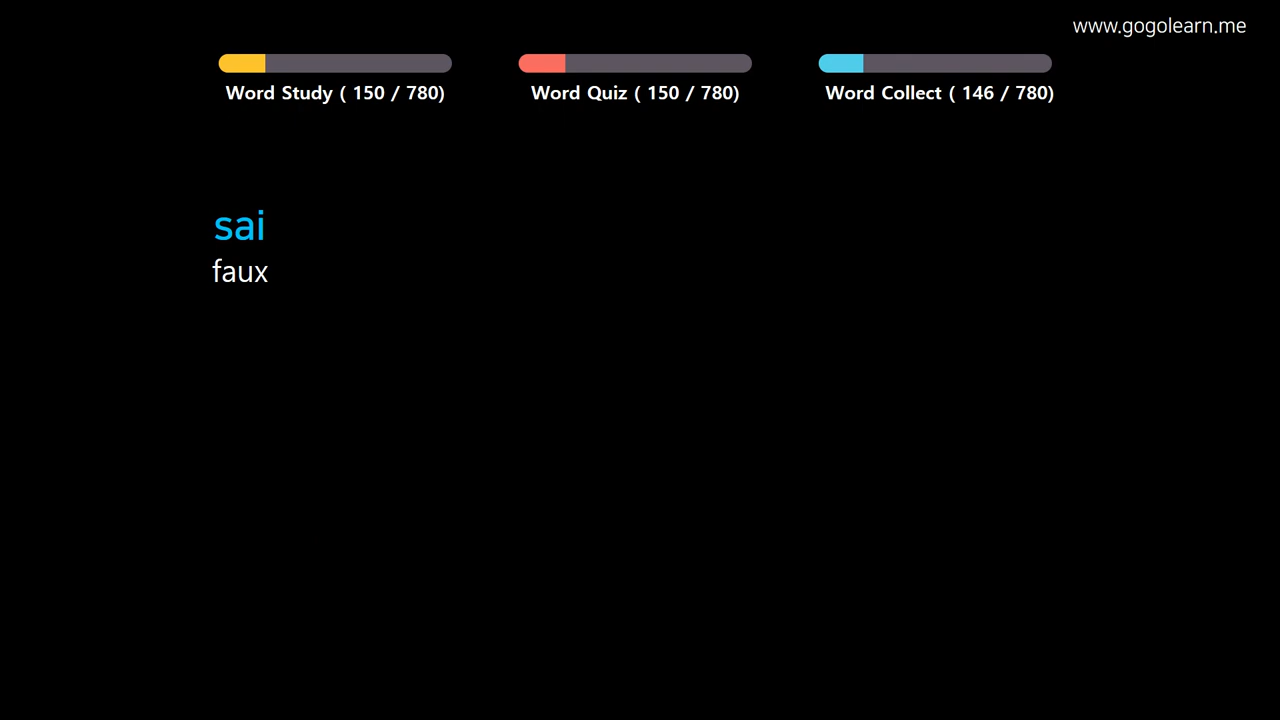 www.gogolearn.me
Word Study ( 150 / 780)
Word Quiz ( 150 / 780)
Word Collect ( 146 / 780)
sai
faux